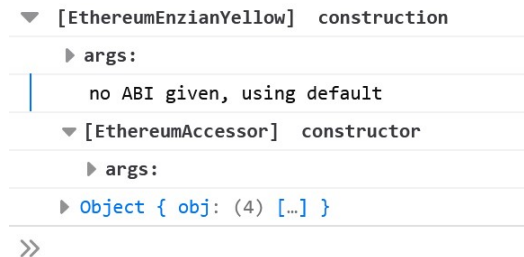 [EthereumEnzianYellow] construction
args:
no ABI given, using default
[EthereumAccessor] constructor
args:
Object { obj: (4) […] }